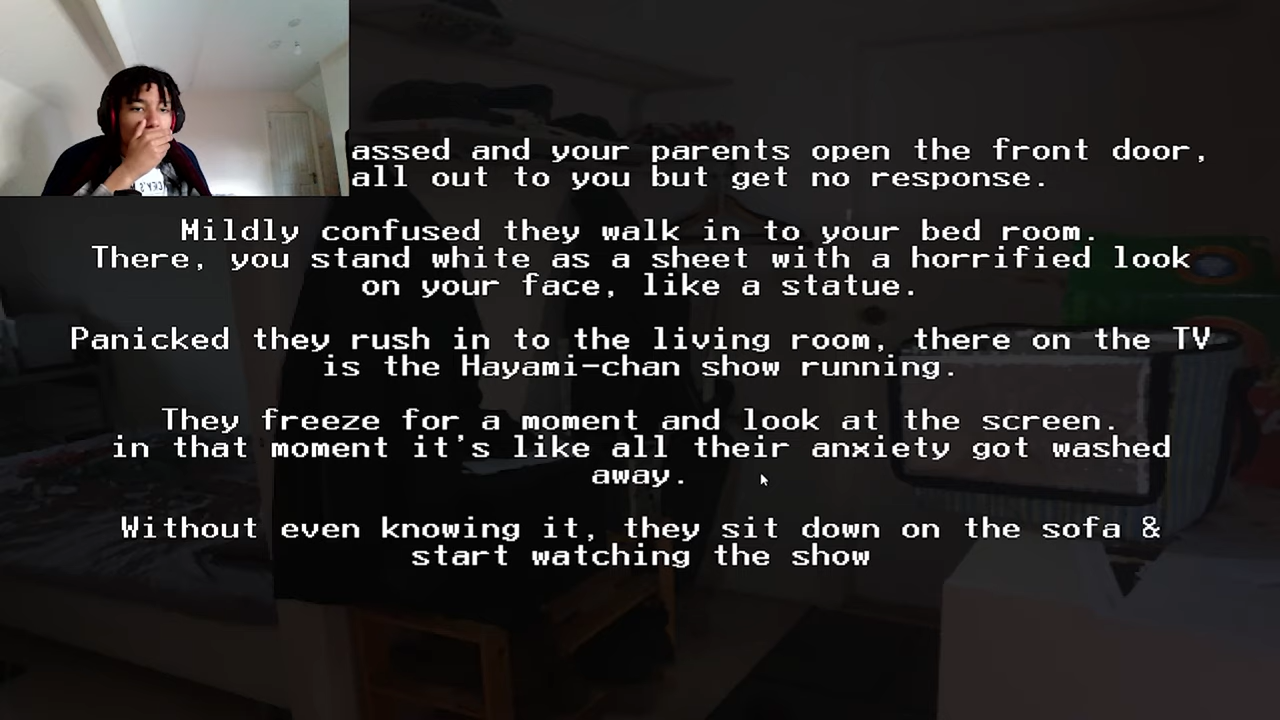 assed and your parents open the front door,
all out to you but get no response.
Mildly confused they walk in to your bed room.
There, you stand white as a sheet with a horrified look
on your face, like a statue.
Panicked they rush in to the living room, there on the TV
is the Hayami-chan show running.
They freeze for a moment and look at the screen.
in that moment it's like all their anxiety got washed
away.
Without even knowing it, they sit down on the sofa &
start watching the show